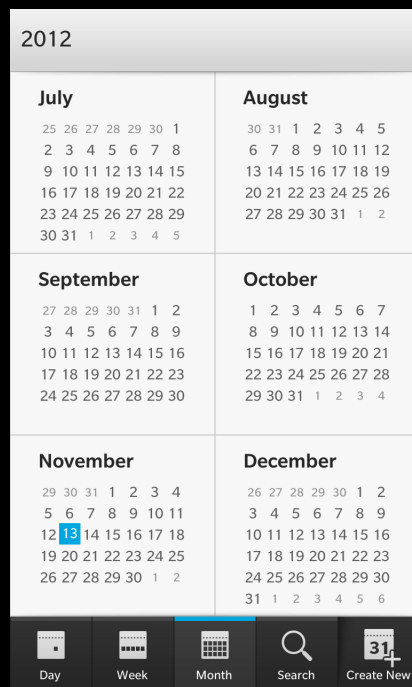 2012
July
25 26 27 28 29 30 1
2 3 4 5 6 7 8
9 10 11 12 13 14 15
16 17 18 19 20 21 22
23 24 25 26 27 28 29
30 31 1 2 3 4 5
August
30 31 1 2 3 4 5
6 7 8 9 10 11 12
13 14 15 16 17 18 19
20 21 22 23 24 25 26
27 28 29 30 31 1 2
September
27 28 29 30 31 1 2
3 4 5 6 7 8 9
10 11 12 13 14 15 16
17 18 19 20 21 22 23
24 25 26 27 28 29 30
October
1 2 3 4 5 6 7
8 9 10 11 12 13 14
15 16 17 18 19 20 21
22 23 24 25 26 27 28
29 30 31 1 2 3 4
November
29 30 31 1 2 3 4
5 6 7 8 9 10 11
12 13 14 15 16 17 18
19 20 21 22 23 24 25
26 27 28 29 30 1 2
December
26 27 28 29 30 1 2
3 4 5 6 7 8 9
10 11 12 13 14 15 16
17 18 19 20 21 22 23
24 25 26 27 28 29 30
31 1 2 3 4 5 6
31
Day
Week
Month
Search
Create New